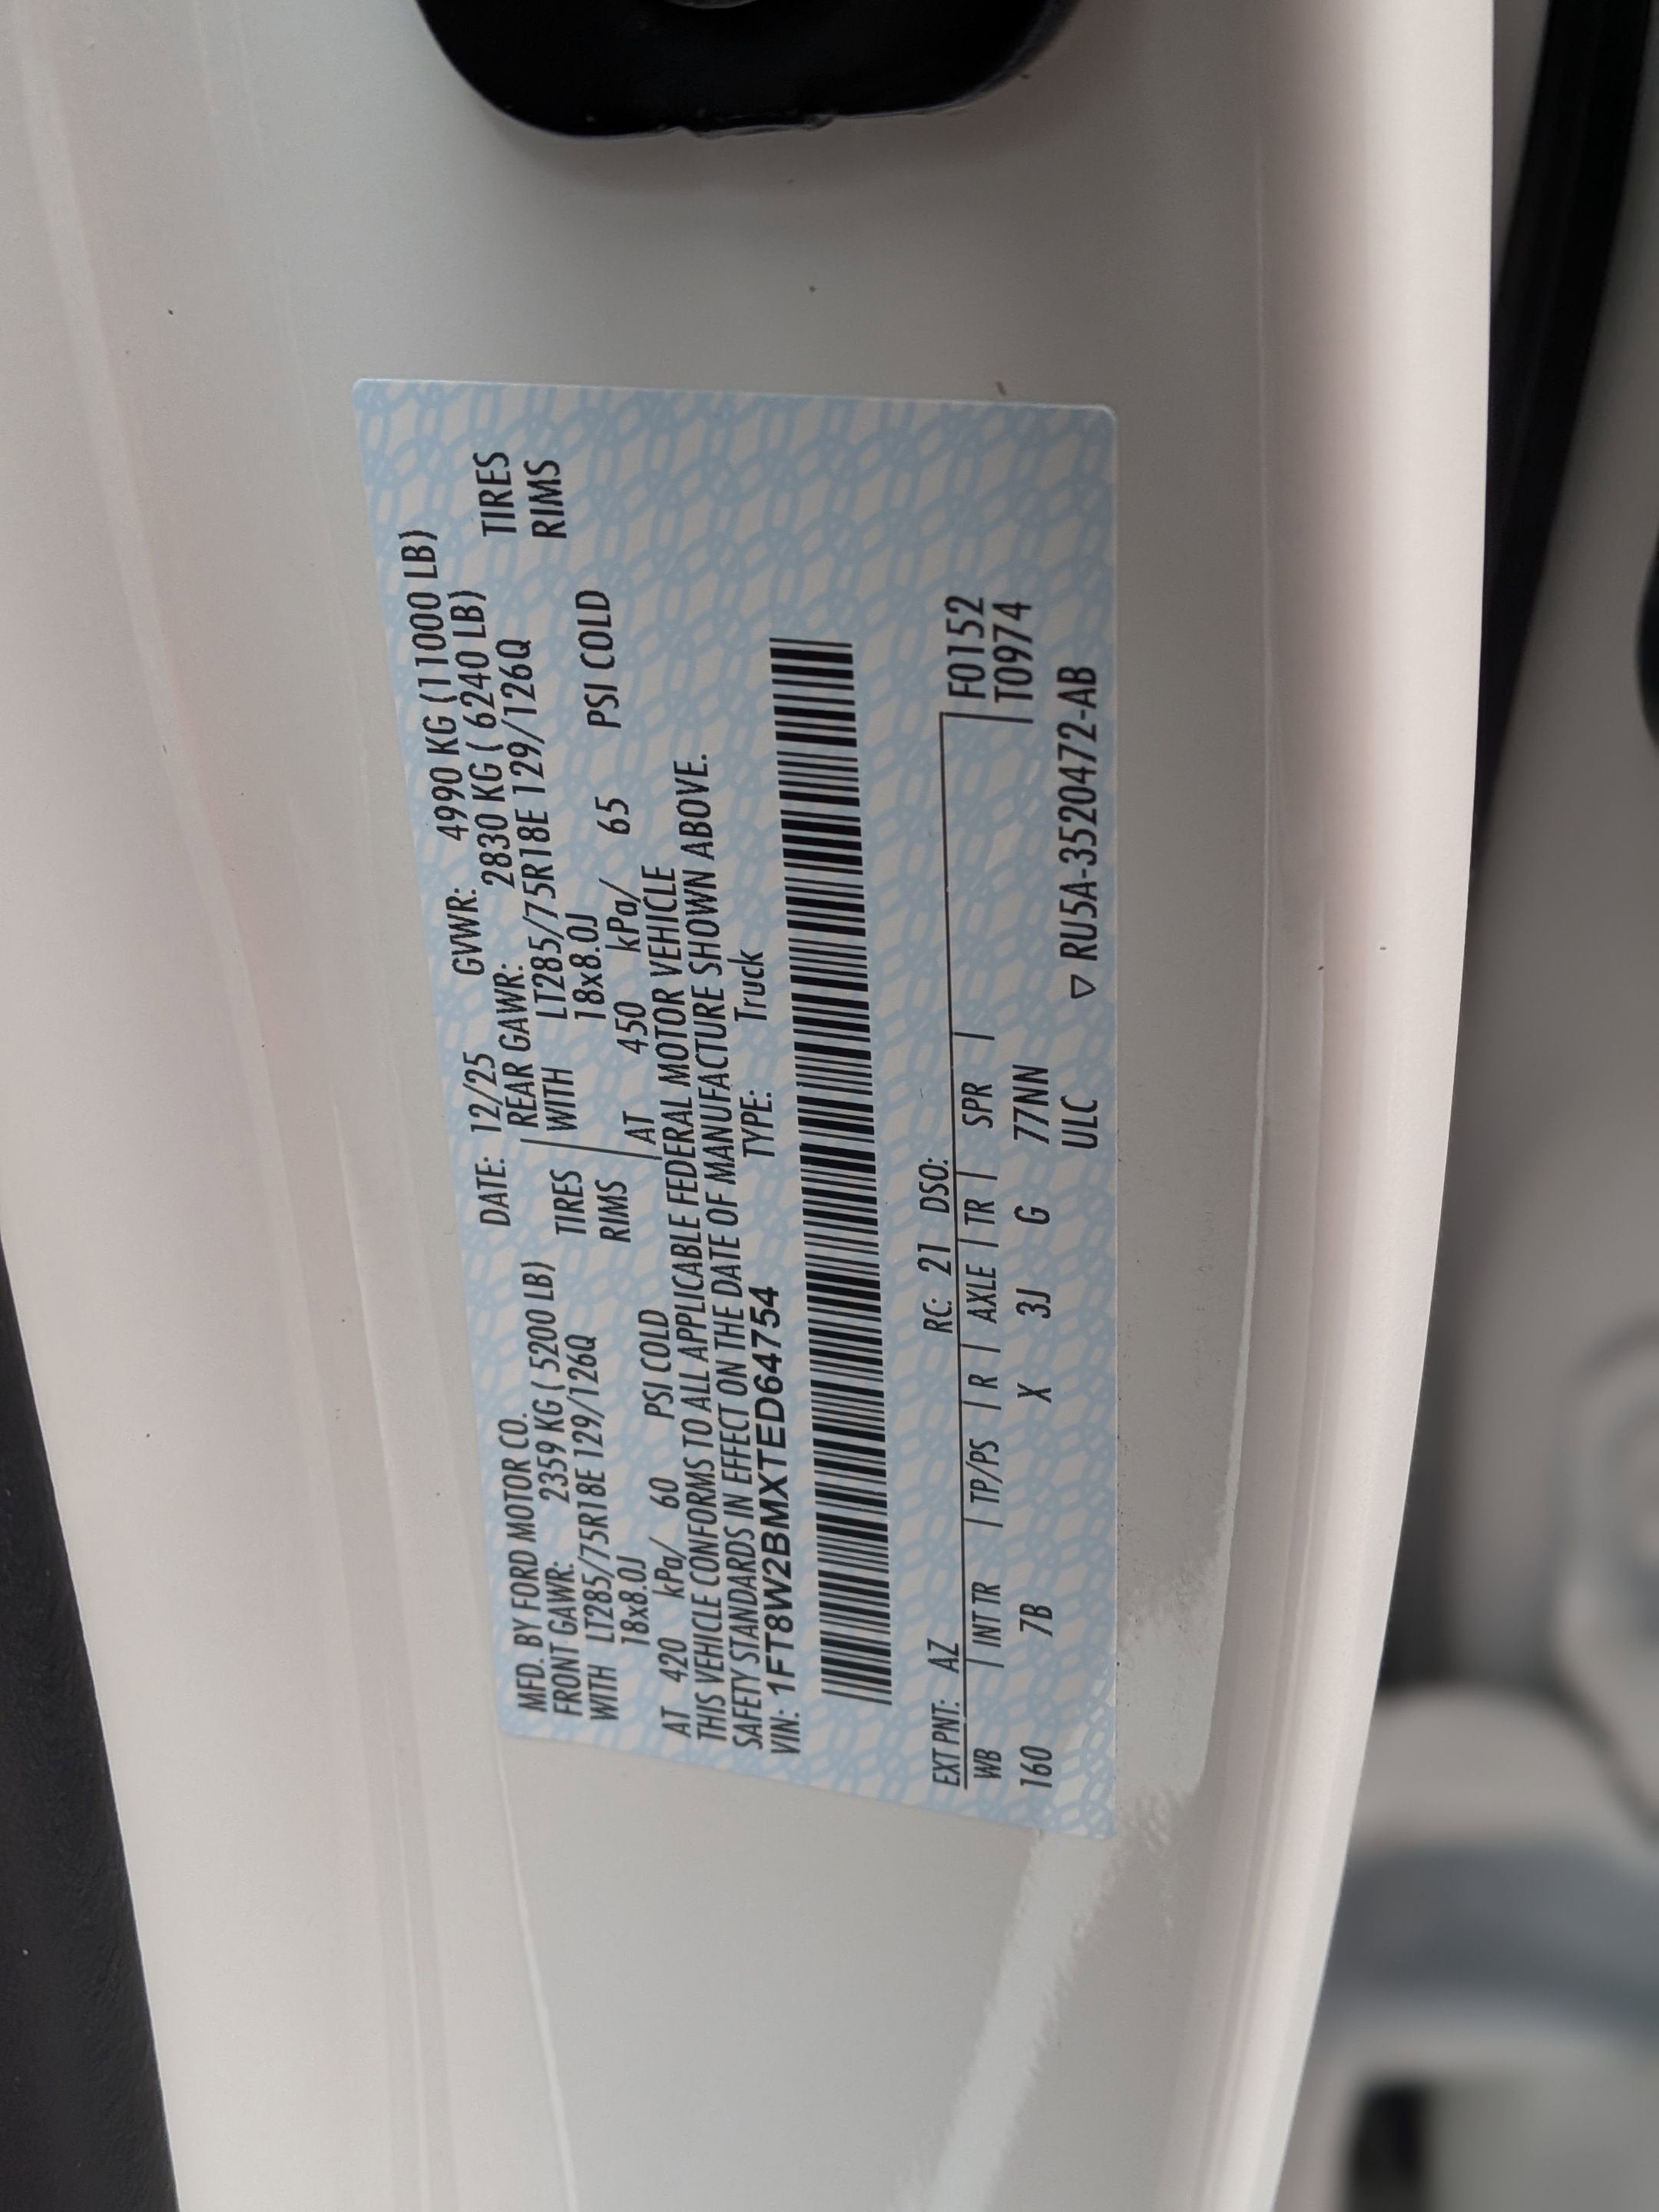 MFD. BY FORD MOTOR CO.
DATE: 12/25 GVWR: 4990 KG (11000 LB)
FRONT GAWR: 2359 KG ( 5200 LB)
REAR GAWR: 2830 KG ( 6240 LB)
WITH LT285/75R18E 129/126Q TIRES
WITH LT285/75R18E 129/126Q TIRES
18x8.0J RIMS
18x8.0J RIMS
AT 420 kPa/ 60 PSI COLD
AT 450 kPa/ 65 PSI COLD
THIS VEHICLE CONFORMS TO ALL APPLICABLE FEDERAL MOTOR VEHICLE
SAFETY STANDARDS IN EFFECT ON THE DATE OF MANUFACTURE SHOWN ABOVE.
VIN: 1FT8W2BMXTED64754 TYPE: Truck
EXT PNT: AZ RC: 21 DSO:
WB | INT TR | TP/PS | R | AXLE | TR | SPR | F0152
160 7B X 3J G 77NN T0974
ULC ▽ RU5A-3520472-AB